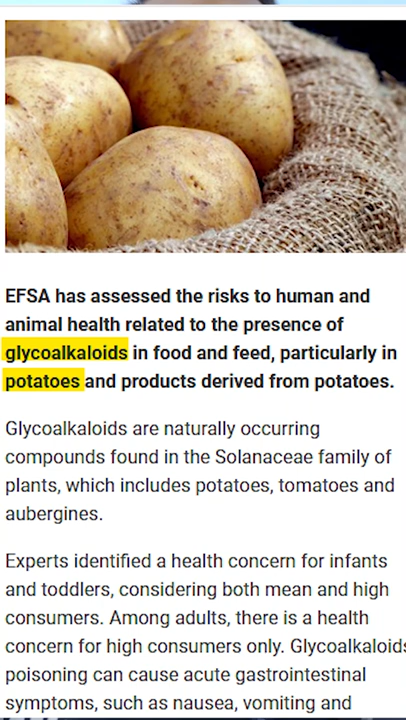 EFSA has assessed the risks to human and
animal health related to the presence of
glycoalkaloids in food and feed, particularly in
potatoes and products derived from potatoes.
Glycoalkaloids are naturally occurring
compounds found in the Solanaceae family of
plants, which includes potatoes, tomatoes and
aubergines.
Experts identified a health concern for infants
and toddlers, considering both mean and high
consumers. Among adults, there is a health
concern for high consumers only. Glycoalkaloids
poisoning can cause acute gastrointestinal
symptoms, such as nausea, vomiting and